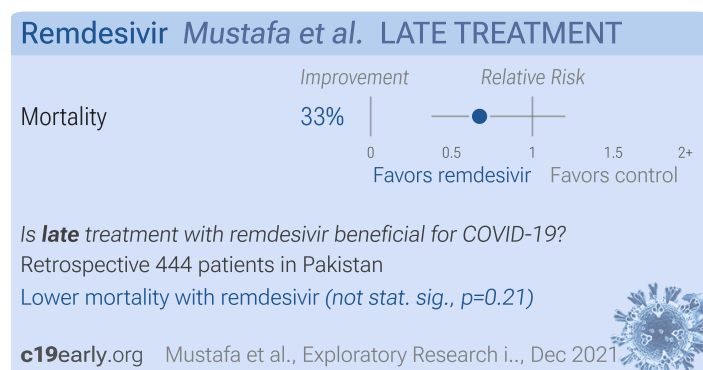 Remdesivir Mustafa et al. LATE TREATMENT
Improvement Relative Risk
Mortality 33%
0 0.5 1 1.5 2+
Favors remdesivir Favors control
Is late treatment with remdesivir beneficial for COVID-19?
Retrospective 444 patients in Pakistan
Lower mortality with remdesivir (not stat. sig., p=0.21)
c19early.org Mustafa et al., Exploratory Research i.., Dec 2021